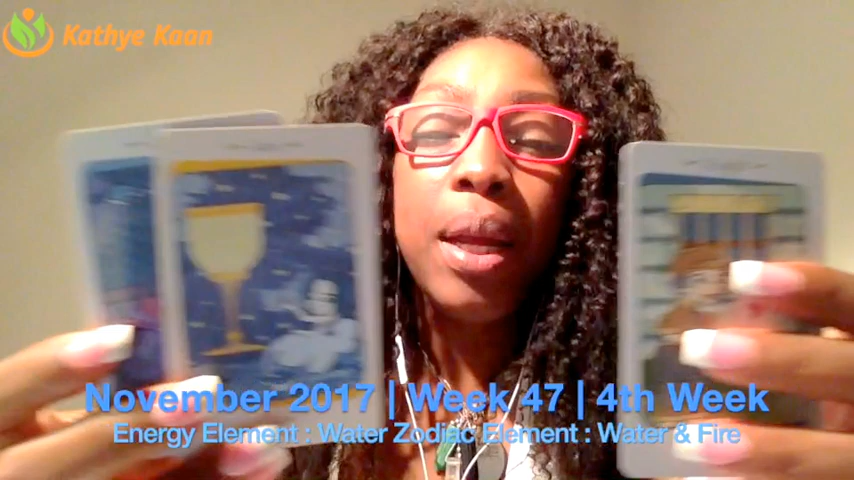 Kathye Kaan
November 2017 | Week 47 | 4th Week
Energy Element : Water Zodiac Element : Water & Fire